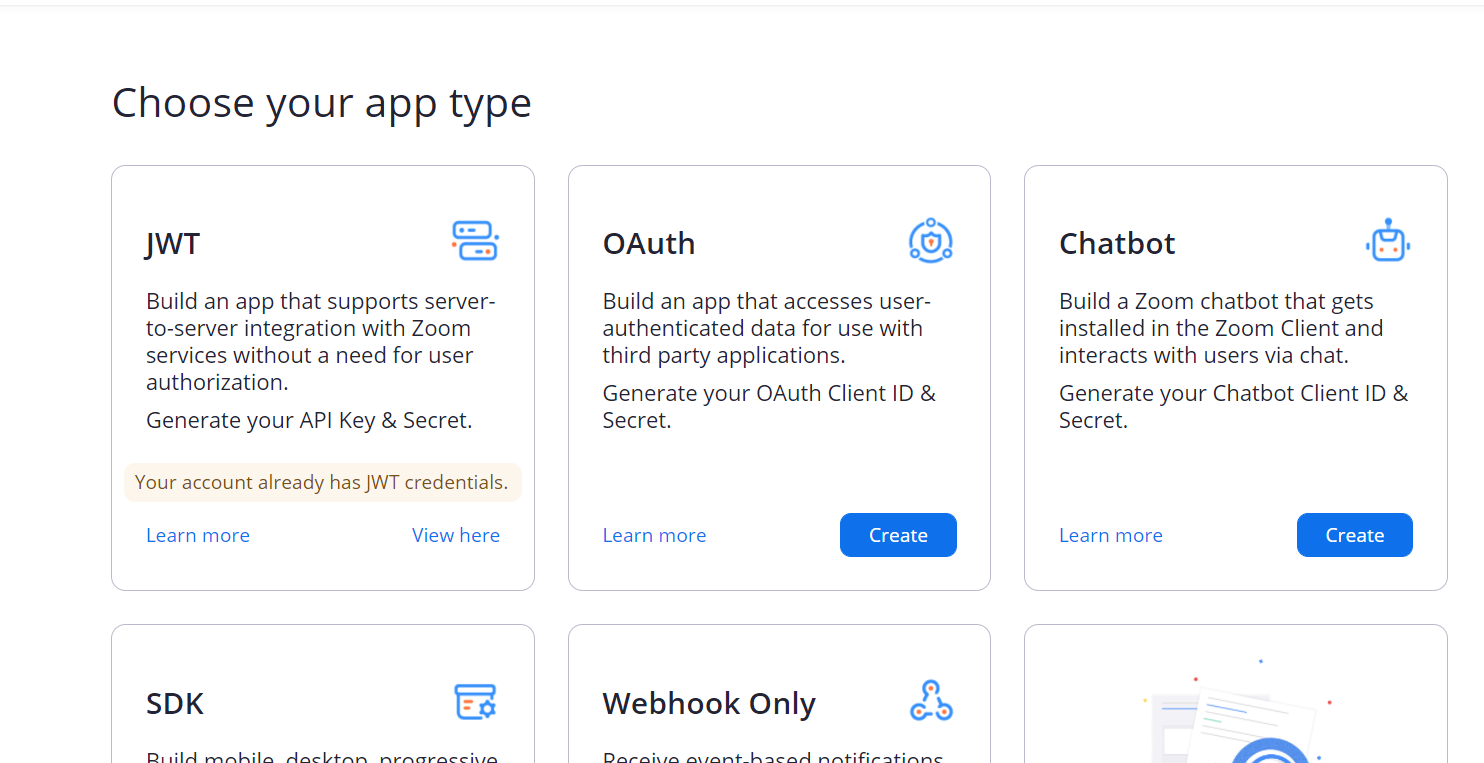 Choose your app type
JWT
Build an app that supports server-
to-server integration with Zoom
services without a need for user
authorization.
Generate your API Key & Secret.
Your account already has JWT credentials.
Learn more
View here
OAuth
Build an app that accesses user-
authenticated data for use with
third party applications.
Generate your OAuth Client ID &
Secret.
Learn more
Create
Chatbot
Build a Zoom chatbot that gets
installed in the Zoom Client and
interacts with users via chat.
Generate your Chatbot Client ID &
Secret.
Learn more
Create
SDK
Build mobile, desktop, progressive
Webhook Only
Receive event-based notifications